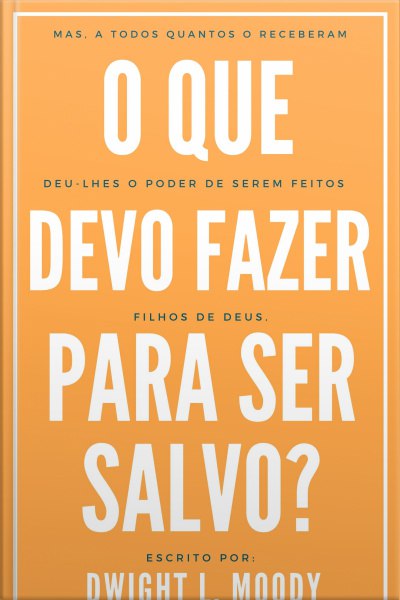 MAS, A TODOS QUANTOS O RECEBERAM
O QUE
DEU-LHES O PODER DE SEREM FEITOS
DEVO FAZER
FILHOS DE DEUS.
PARA SER
SALVO?
ESCRITO POR:
DWIGHT L. MOODY